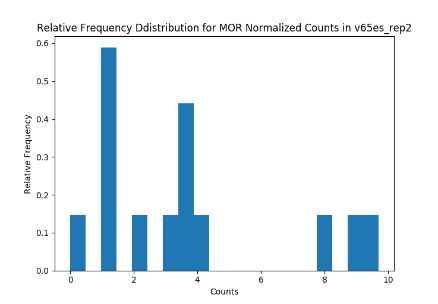 Relative Frequency Ddistribution for MOR Normalized Counts in v65es_rep2
0.6
0.5
0.4
0.3
0.2
0.1
0.0
Relative Frequency
0 2 4 6 8 10
Counts